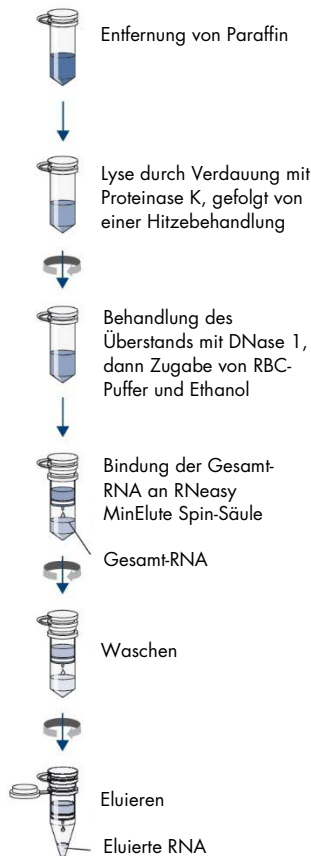 Entfernung von Paraffin
Lyse durch Verdauung mit
Proteinase K, gefolgt von
einer Hitzebehandlung
Behandlung des
Überstands mit DNase 1,
dann Zugabe von RBC-
Puffer und Ethanol
Bindung der Gesamt-
RNA an RNeasy
MinElute Spin-Säule
Gesamt-RNA
Waschen
Eluieren
Eluierte RNA